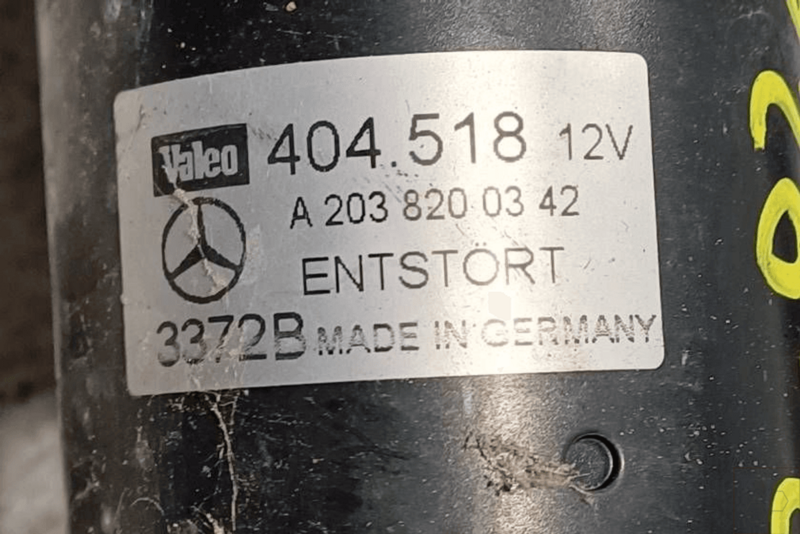 Valeo 404.518 12V
A 203 820 03 42
ENTSTÖRT
3372B MADE IN GERMANY